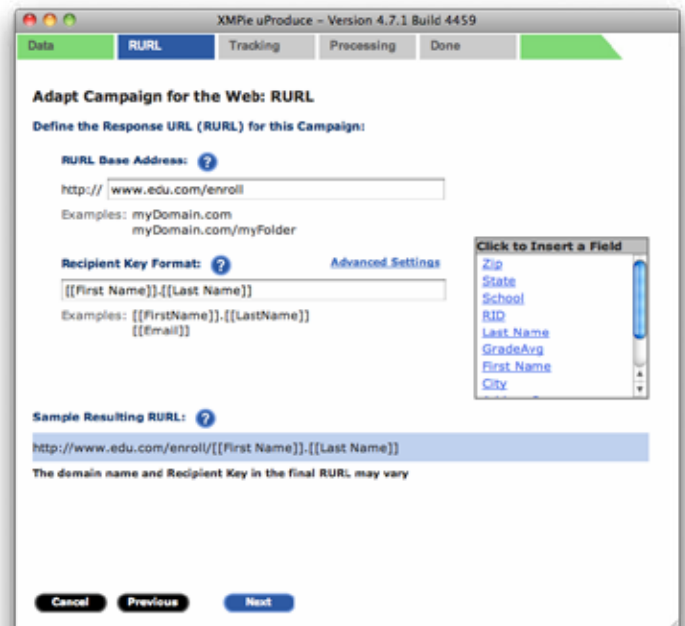 XMPie uProduce - Version 4.7.1 Build 4459
Data RURL Tracking Processing Done
Adapt Campaign for the Web: RURL
Define the Response URL (RURL) for this Campaign:
RURL Base Address: ?
http:// www.edu.com/enroll
Examples: myDomain.com
myDomain.com/myFolder
Recipient Key Format: ? Advanced Settings
[[First Name]].[[Last Name]]
Examples: [[FirstName]].[[LastName]]
[[Email]]
Click to Insert a Field
Zip
State
School
RID
Last Name
GradeAvg
First Name
City
Sample Resulting RURL: ?
http://www.edu.com/enroll/[[First Name]].[[Last Name]]
The domain name and Recipient Key in the final RURL may vary
Cancel Previous Next